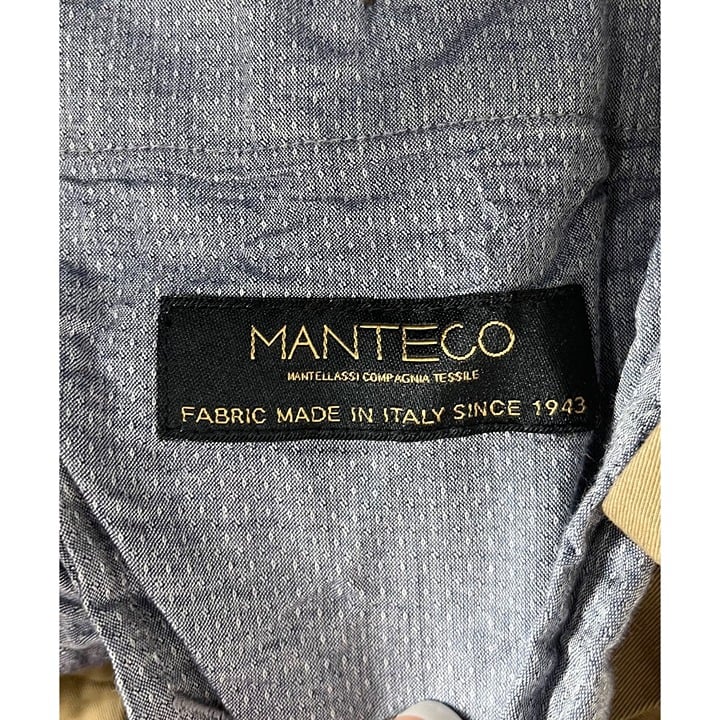 MANTECO
MANTELLASSI COMPAGNIA TESSILE
FABRIC MADE IN ITALY SINCE 1943